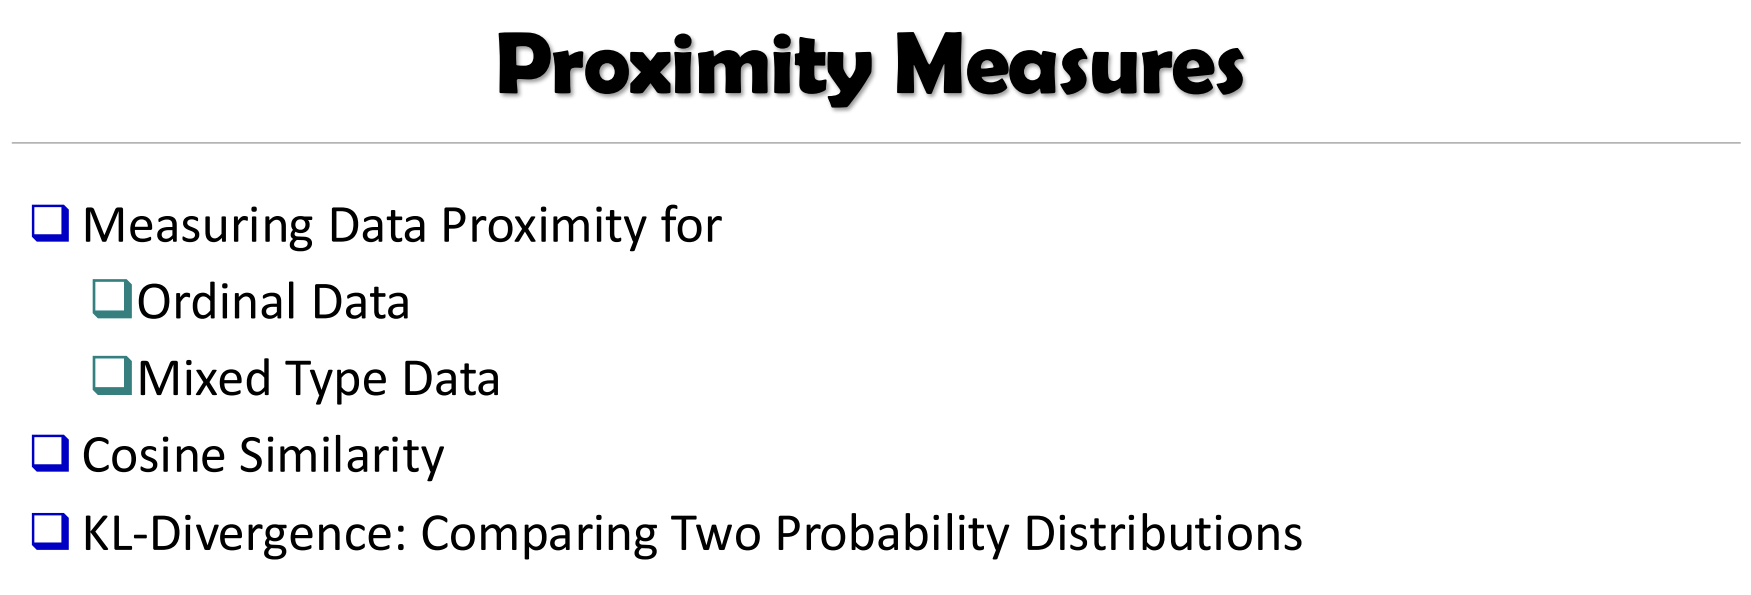 Proximity Measures
Measuring Data Proximity for
Ordinal Data
Mixed Type Data
Cosine Similarity
KL-Divergence: Comparing Two Probability Distributions